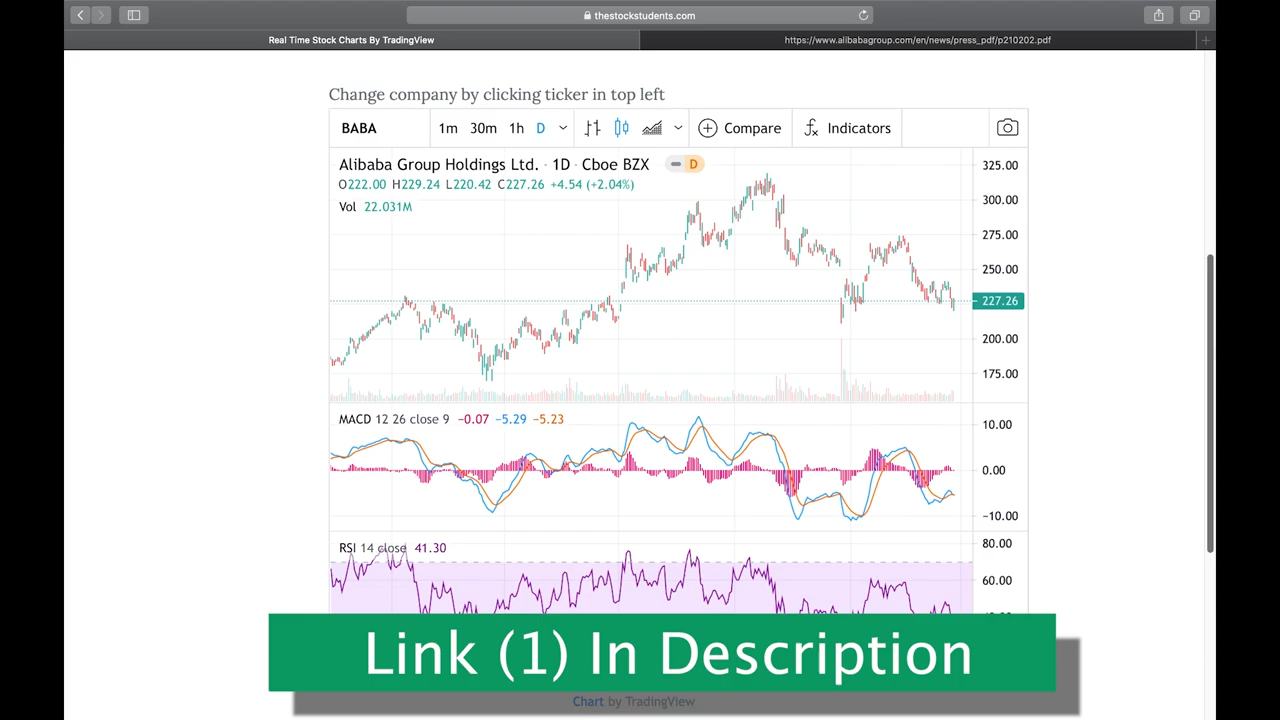 thestockstudents.com
Real Time Stock Charts By TradingView
https://www.alibabagroup.com/en/news/press_pdf/p210202.pdf
Change company by clicking ticker in top left
BABA 1m 30m 1h D Compare Indicators
Alibaba Group Holdings Ltd. · 1D · Cboe BZX D
O222.00 H229.24 L220.42 C227.26 +4.54 (+2.04%)
Vol 22.031M
325.00
300.00
275.00
250.00
227.26
200.00
175.00
MACD 12 26 close 9 −0.07 −5.29 −5.23
10.00
0.00
−10.00
RSI 14 close 41.30
80.00
60.00
Link (1) In Description
Chart by TradingView